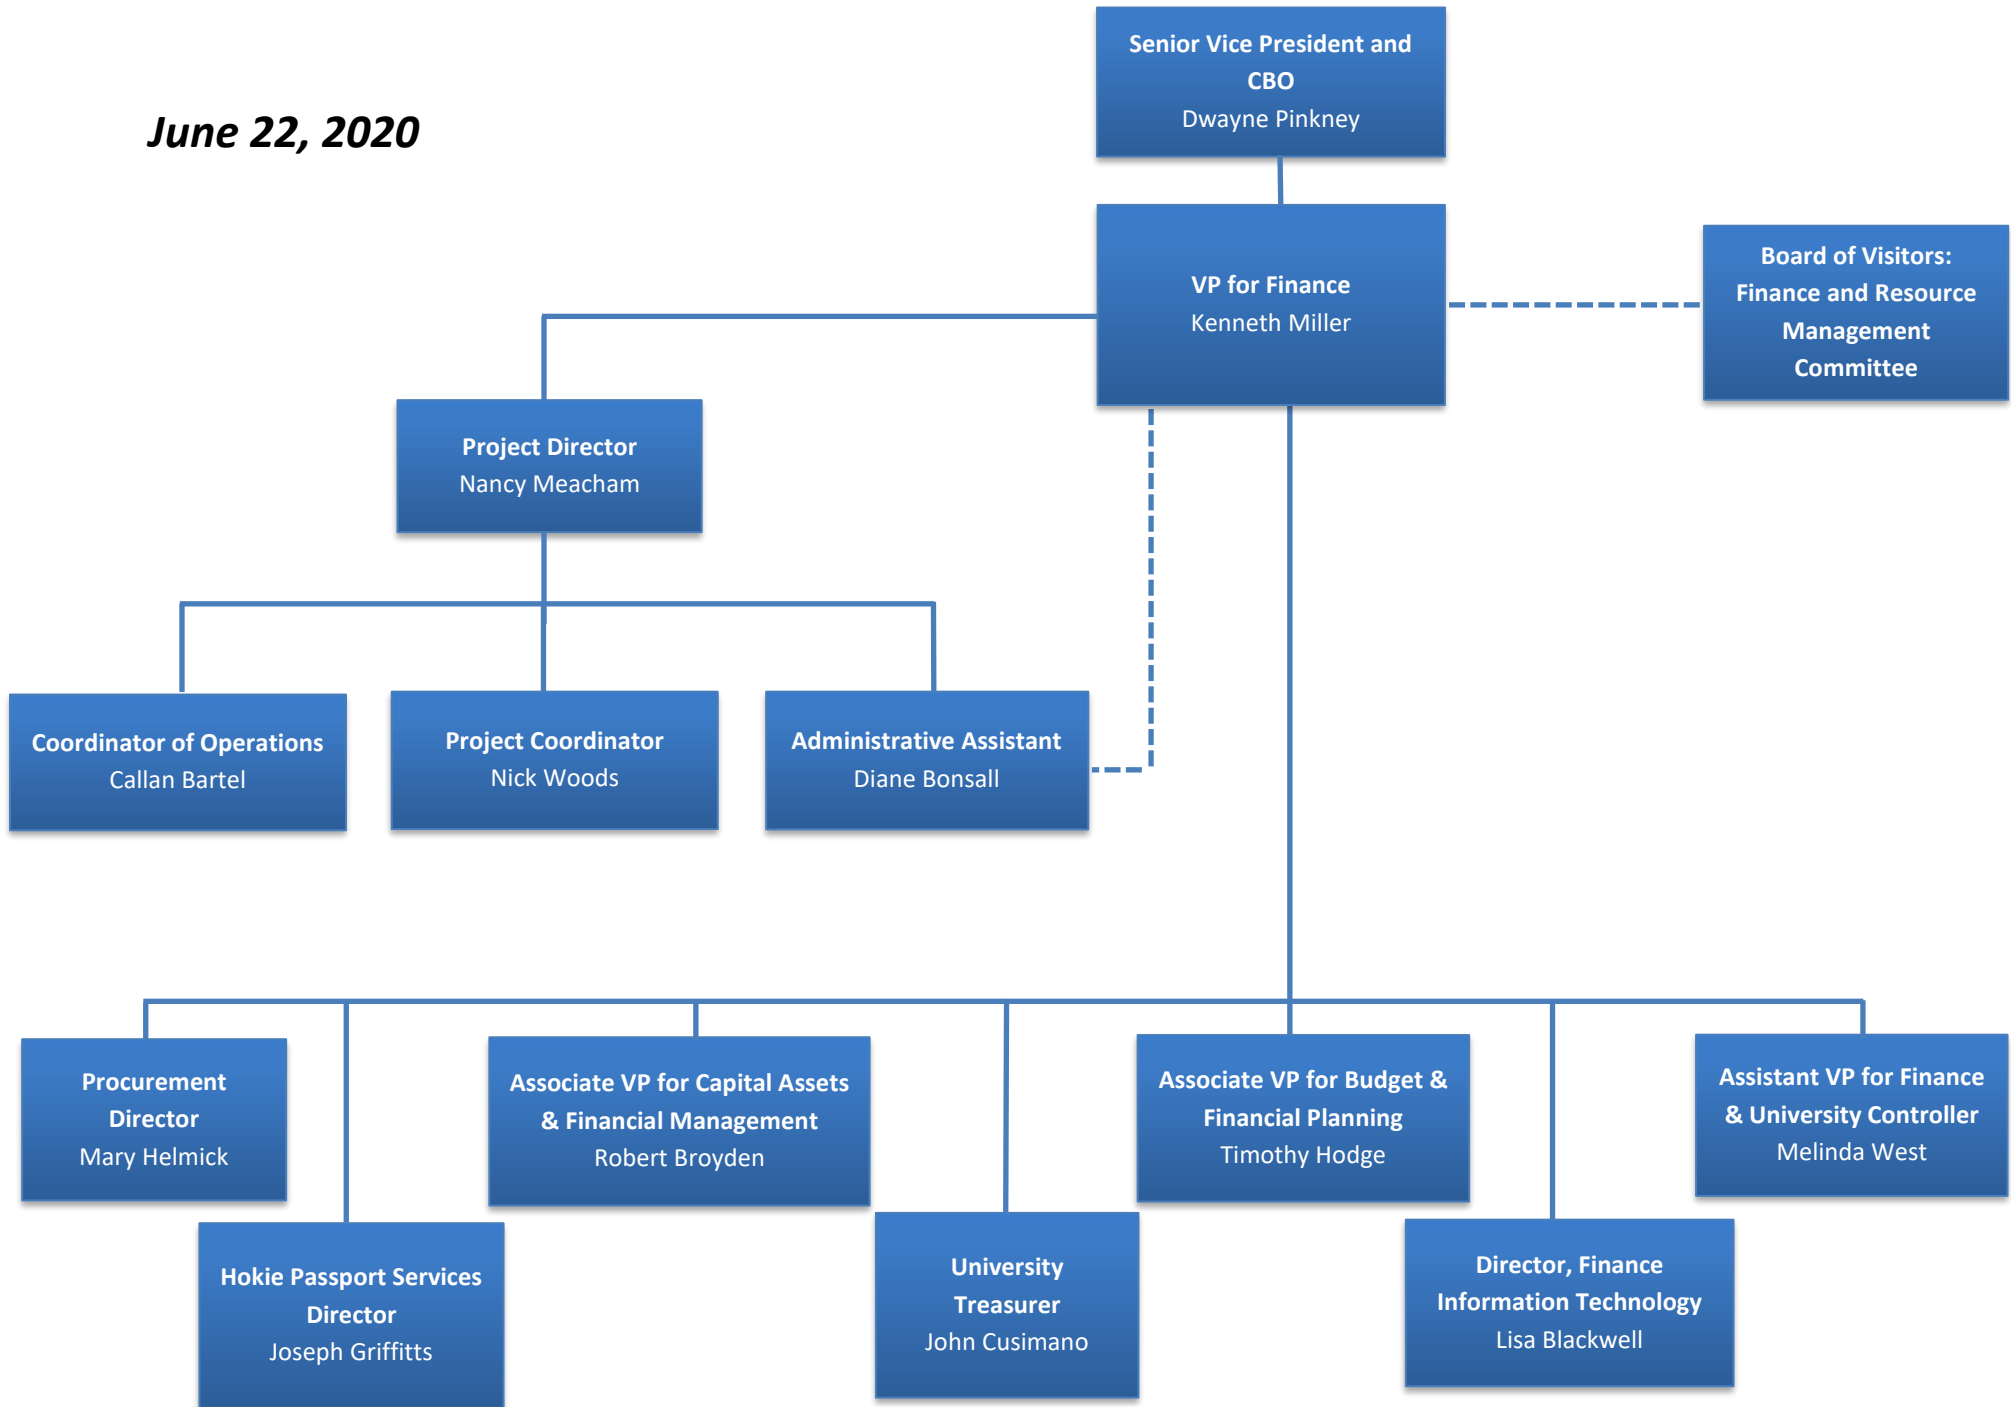 June 22, 2020
Senior Vice President and
CBO
Dwayne Pinkney
VP for Finance
Kenneth Miller
Board of Visitors:
Finance and Resource
Management
Committee
Project Director
Nancy Meacham
Coordinator of Operations
Callan Bartel
Project Coordinator
Nick Woods
Administrative Assistant
Diane Bonsall
Procurement
Director
Mary Helmick
Hokie Passport Services
Director
Joseph Griffitts
Associate VP for Capital Assets
& Financial Management
Robert Broyden
University
Treasurer
John Cusimano
Associate VP for Budget &
Financial Planning
Timothy Hodge
Director, Finance
Information Technology
Lisa Blackwell
Assistant VP for Finance
& University Controller
Melinda West